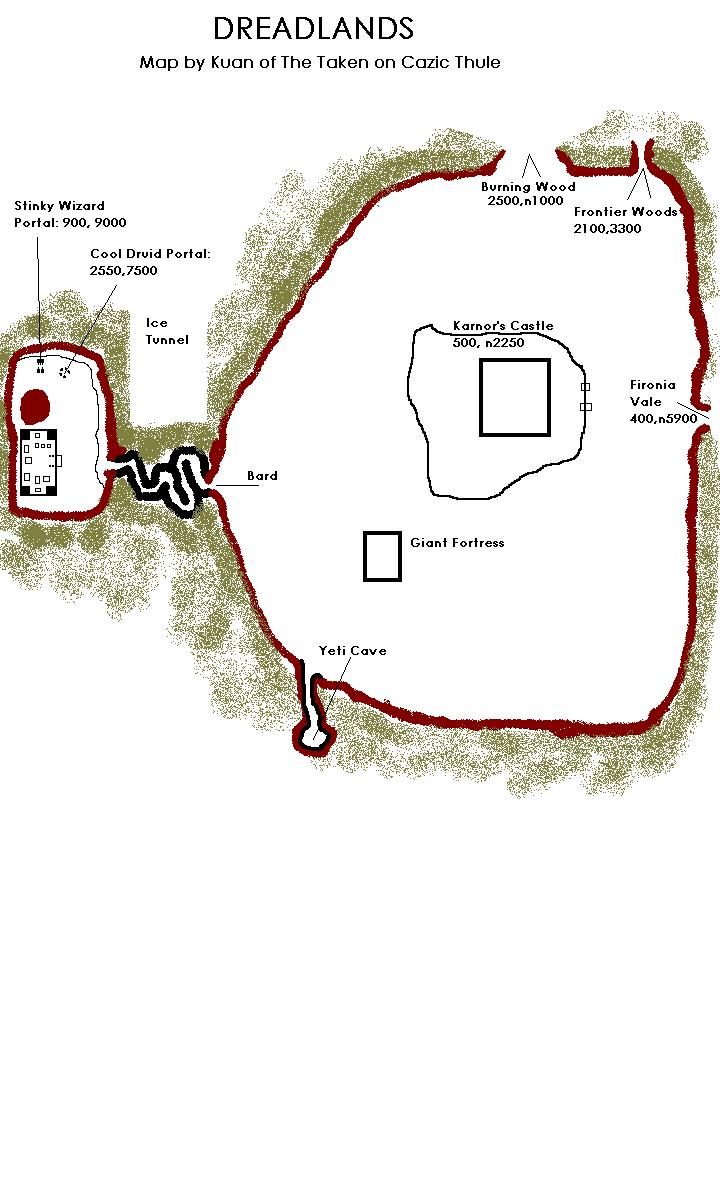 DREADLANDS
Map by Kuan of The Taken on Cazic Thule
Burning Wood
2500,n1000
Frontier Woods
2100,3300
Stinky Wizard
Portal: 900, 9000
Cool Druid Portal:
2550,7500
Ice
Tunnel
Karnor's Castle
500, n2250
Fironia
Vale
400,n5900
Bard
Giant Fortress
Yeti Cave